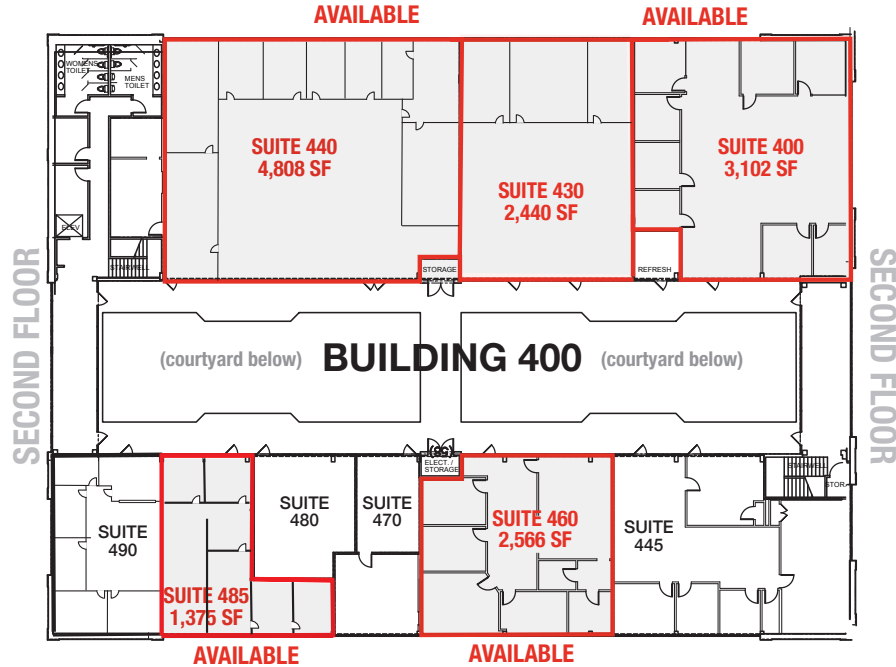 AVAILABLE
AVAILABLE
WOMENS
TOILET
MENS
TOILET
SUITE 440
4,808 SF
SUITE 430
2,440 SF
SUITE 400
3,102 SF
ELEV
STAIRWELL
STORAGE
REFRESH
SECOND FLOOR
(courtyard below)
BUILDING 400
(courtyard below)
SECOND FLOOR
ELECT. /
STORAGE
STAIRWELL
STOR.
SUITE
490
SUITE
480
SUITE
470
SUITE 460
2,566 SF
SUITE
445
SUITE 485
1,375 SF
AVAILABLE
AVAILABLE